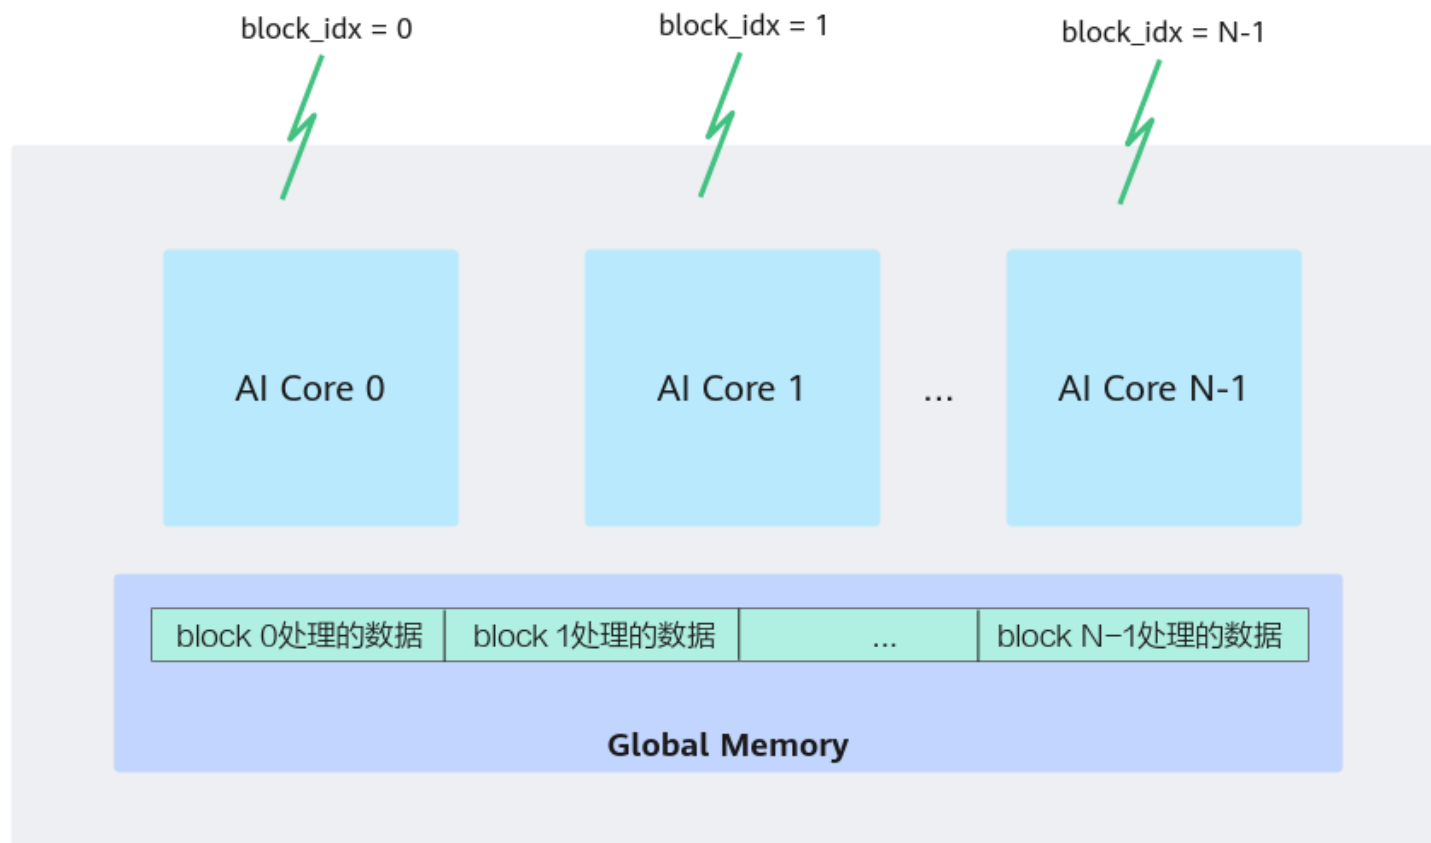 block_idx = 0
block_idx = 1
block_idx = N-1
AI Core 0
AI Core 1
...
AI Core N-1
block 0处理的数据
block 1处理的数据
...
block N-1处理的数据
Global Memory